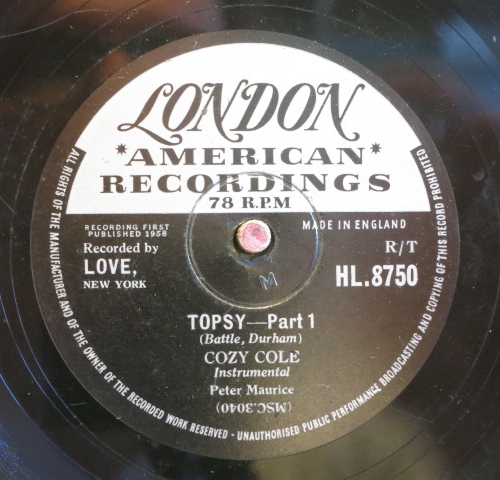 LONDON
*AMERICAN*
RECORDINGS
78 R.P.M
RECORDING FIRST
PUBLISHED 1958
MADE IN ENGLAND
Recorded by
LOVE,
NEW YORK
R/T
HL.8750
M
TOPSY—Part 1
(Battle, Durham)
COZY COLE
Instrumental
Peter Maurice
(MSC.3040)
ALL RIGHTS OF THE MANUFACTURER AND OF THE OWNER OF THE RECORDED WORK RESERVED - UNAUTHORISED PUBLIC PERFORMANCE BROADCASTING AND COPYING OF THIS RECORD PROHIBITED